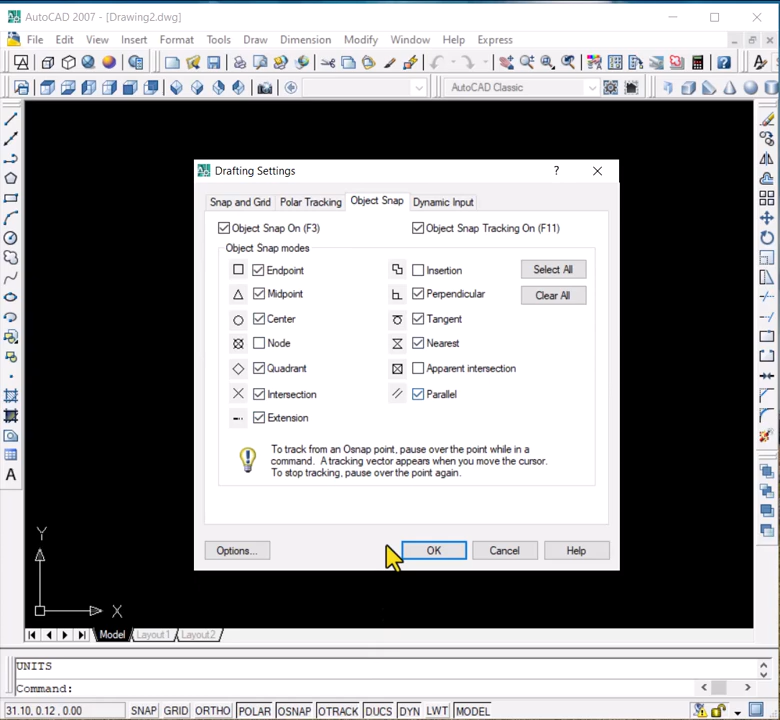 AutoCAD 2007 - [Drawing2.dwg]
File Edit View Insert Format Tools Draw Dimension Modify Window Help Express
AutoCAD Classic
Drafting Settings
Snap and Grid Polar Tracking Object Snap Dynamic Input
Object Snap On (F3) Object Snap Tracking On (F11)
Object Snap modes
Endpoint Insertion Select All
Midpoint Perpendicular Clear All
Center Tangent
Node Nearest
Quadrant Apparent intersection
Intersection Parallel
Extension
To track from an Osnap point, pause over the point while in a
command. A tracking vector appears when you move the cursor.
To stop tracking, pause over the point again.
Options... OK Cancel Help
Y
X
Model Layout1 Layout2
UNITS
Command:
31.10, 0.12 , 0.00 SNAP GRID ORTHO POLAR OSNAP OTRACK DUCS DYN LWT MODEL